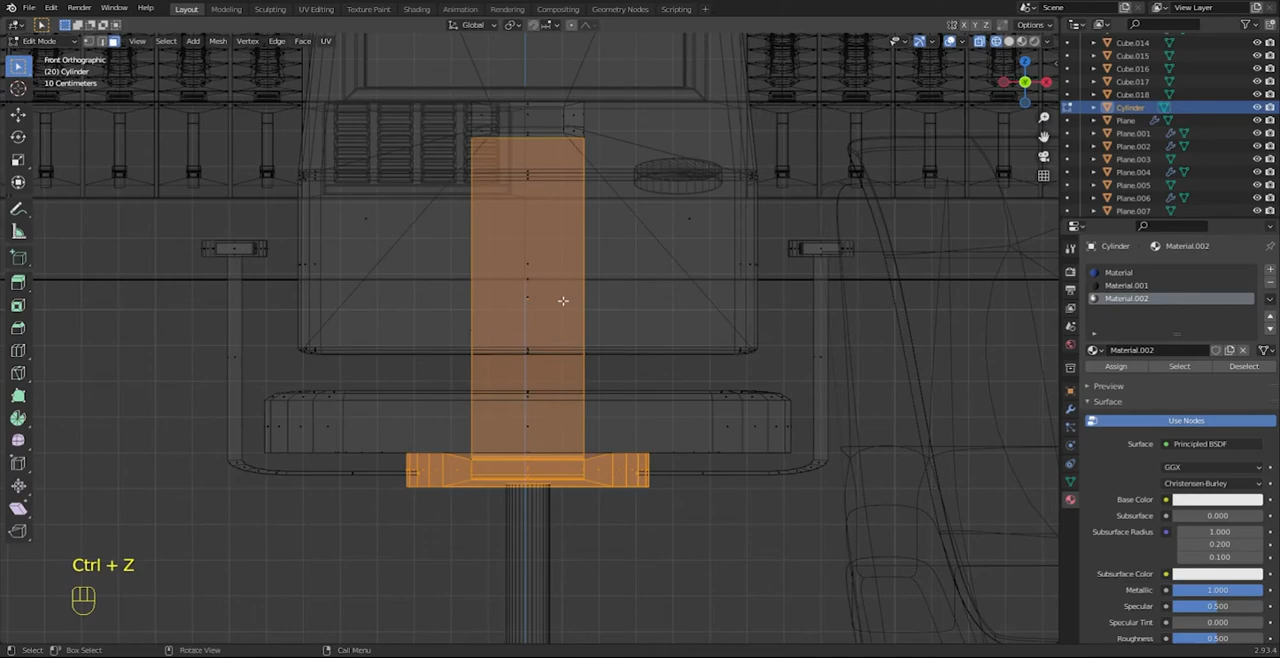 File Edit Render Window Help Layout Modeling Sculpting UV Editing Texture Paint Shading Animation Rendering Compositing Geometry Nodes Scripting Scene View Layer
Global Options
Edit Mode View Select Add Mesh Vertex Edge Face UV X Y Z
Front Orthographic
(20) Cylinder
10 Centimeters
Z
Y
X
Cube.014
Cube.015
Cube.016
Cube.017
Cube.018
Cylinder
Plane
Plane.001
Plane.002
Plane.003
Plane.004
Plane.005
Plane.006
Plane.007
Cylinder Material.002
Material
Material.001
Material.002
Material.002
Assign Select Deselect
Preview
Surface
Use Nodes
Surface Principled BSDF
GGX
Christensen-Burley
Base Color
Subsurface 0.000
Subsurface Radius 1.000
0.200
0.100
Subsurface Color
Metallic 1.000
Specular 0.500
Specular Tint 0.000
Roughness 0.500
Ctrl + Z
Select Box Select Rotate View Call Menu 2.93.4